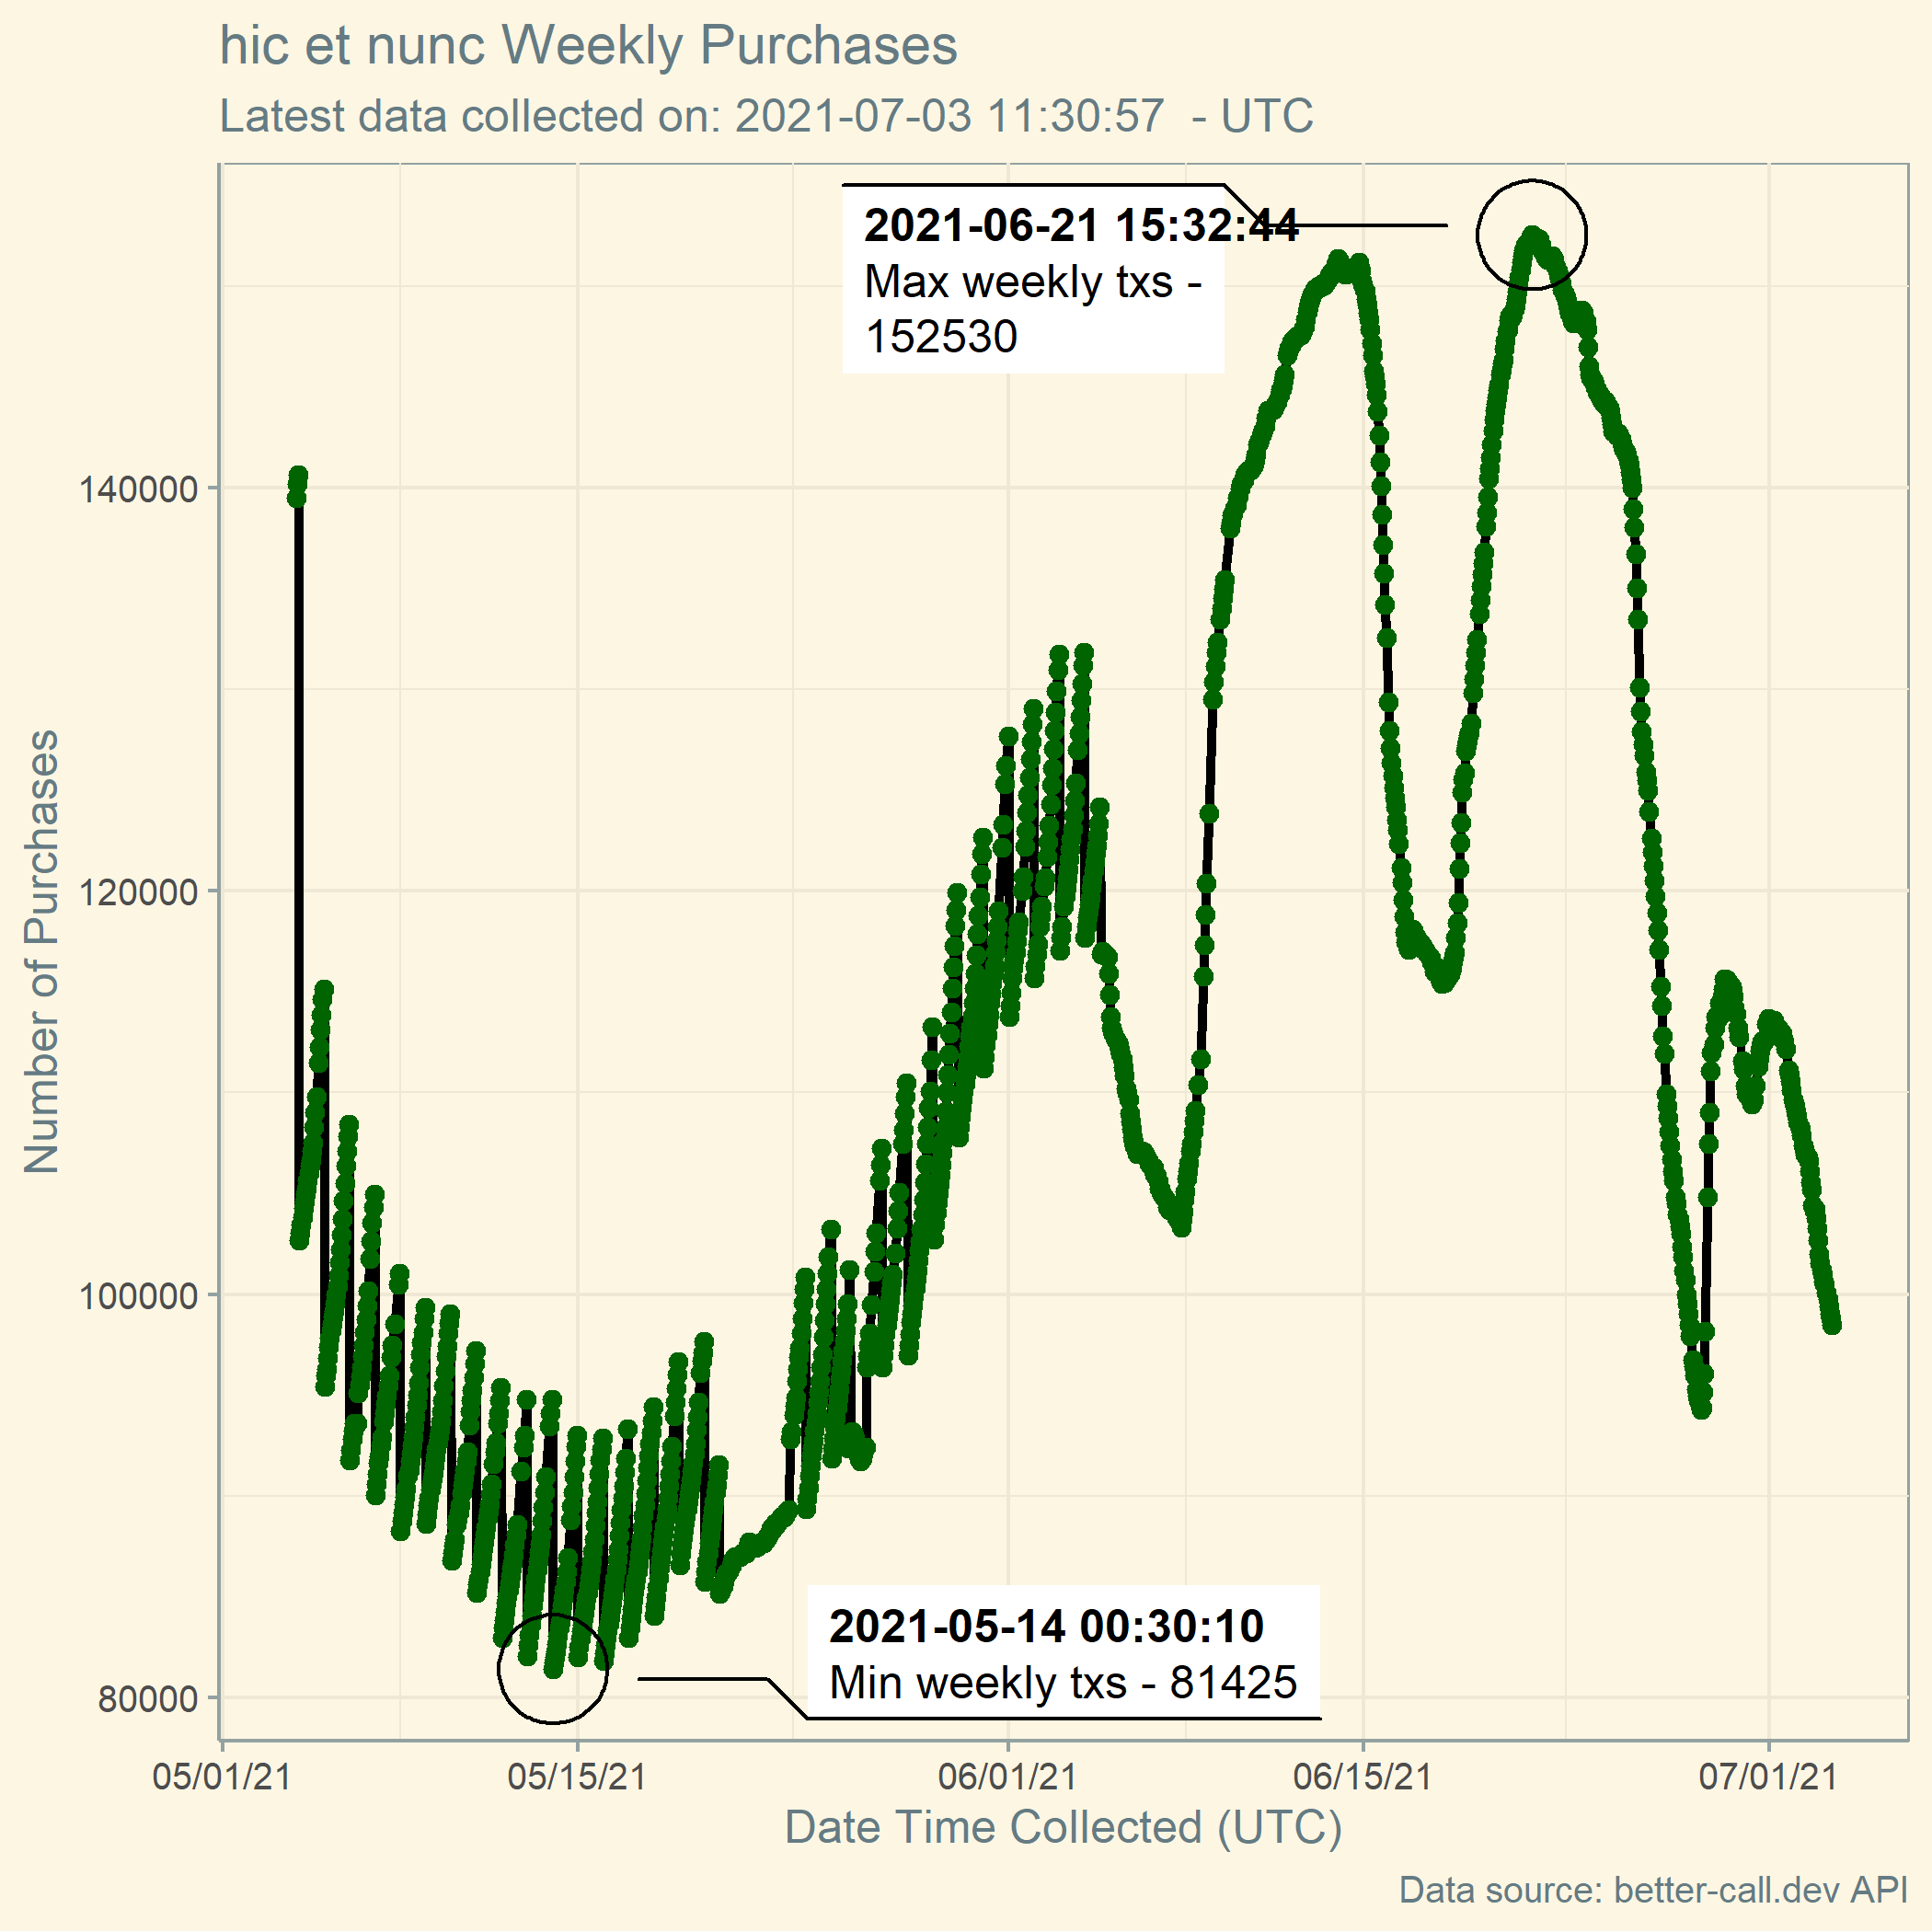 hic et nunc Weekly Purchases
Latest data collected on: 2021-07-03 11:30:57  - UTC
2021-06-21 15:32:44
Max weekly txs -
152530
140000
120000
100000
80000
Number of Purchases
2021-05-14 00:30:10
Min weekly txs - 81425
05/01/21 05/15/21 06/01/21 06/15/21 07/01/21
Date Time Collected (UTC)
Data source: better-call.dev API